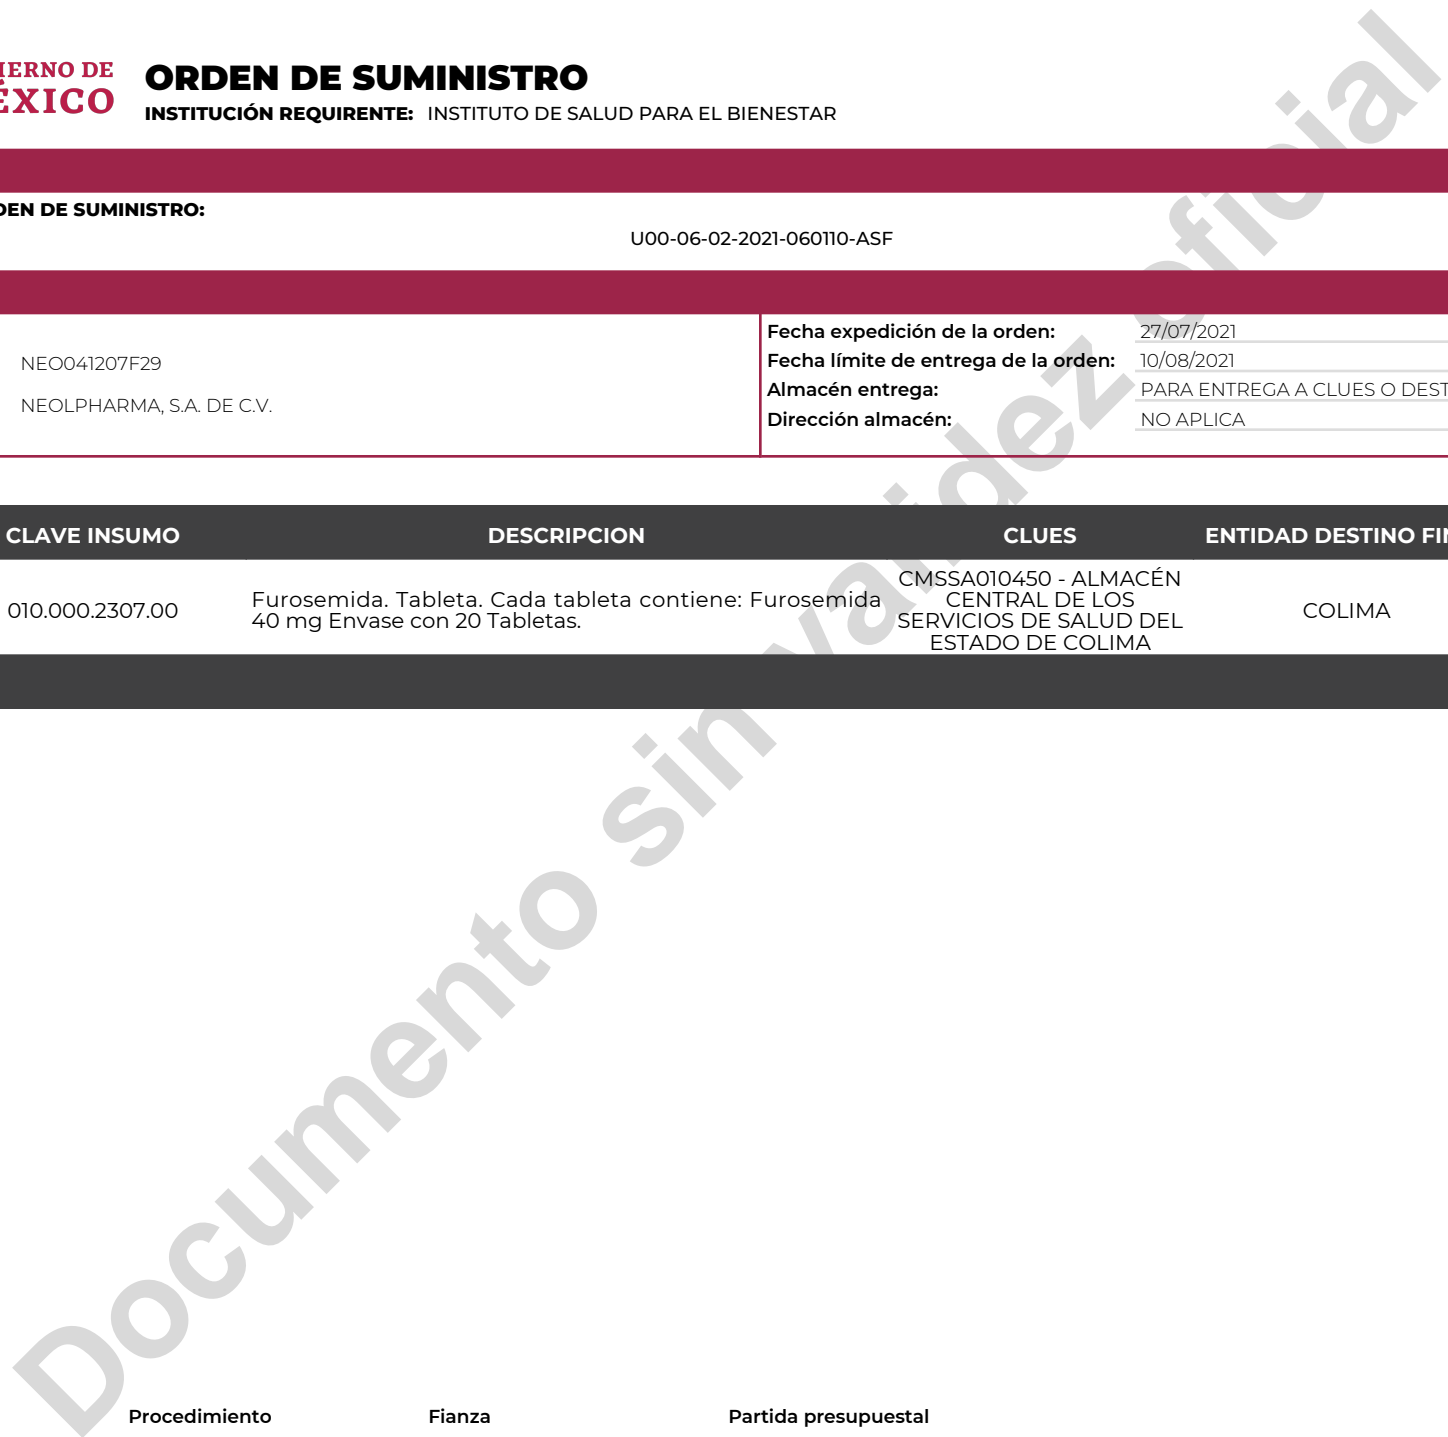 IERNO DE
ÉXICO
ORDEN DE SUMINISTRO
INSTITUCIÓN REQUIRENTE: INSTITUTO DE SALUD PARA EL BIENESTAR
DEN DE SUMINISTRO:
U00-06-02-2021-060110-ASF
NEO041207F29
NEOLPHARMA, S.A. DE C.V.
Fecha expedición de la orden: 27/07/2021
Fecha límite de entrega de la orden: 10/08/2021
Almacén entrega: PARA ENTREGA A CLUES O DEST
Dirección almacén: NO APLICA
CLAVE INSUMO DESCRIPCION CLUES ENTIDAD DESTINO FIN
010.000.2307.00
Furosemida. Tableta. Cada tableta contiene: Furosemida
40 mg Envase con 20 Tabletas.
CMSSA010450 - ALMACÉN
CENTRAL DE LOS
SERVICIOS DE SALUD DEL
ESTADO DE COLIMA
COLIMA
Documento sin validez oficial
Procedimiento Fianza Partida presupuestal